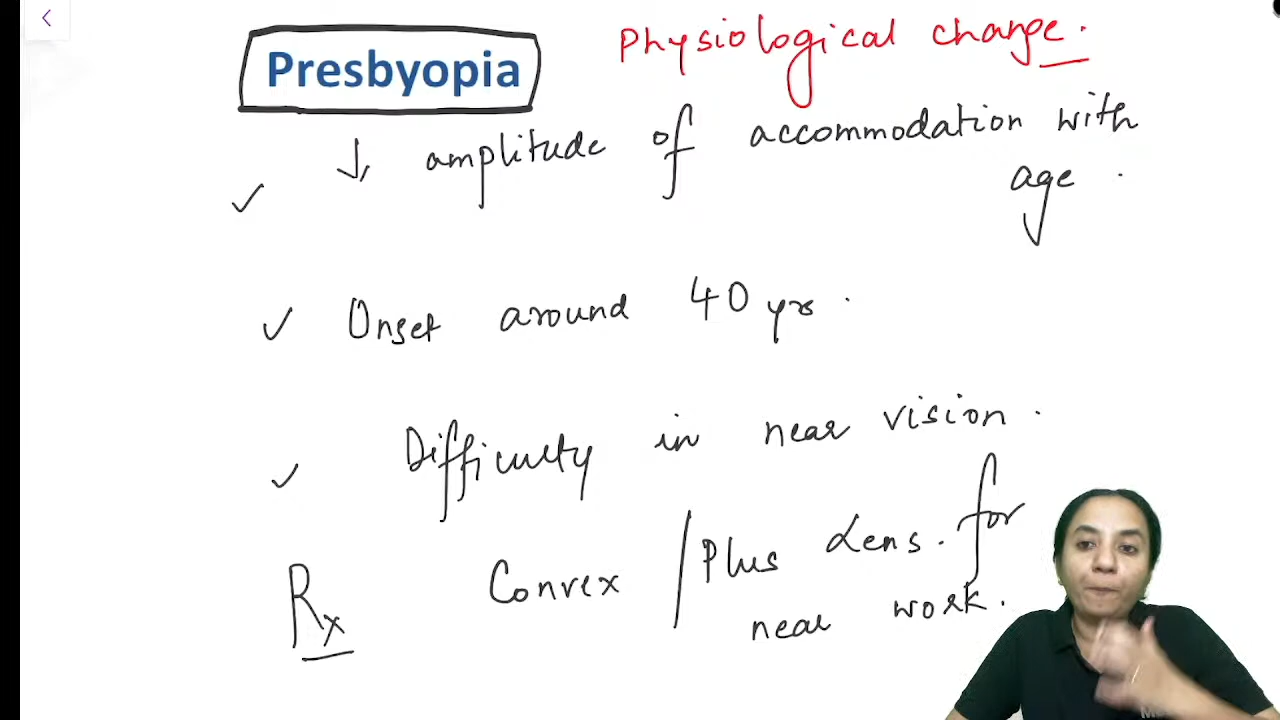 Presbyopia
Physiological change.
↓ amplitude of accommodation with
age.
✓ Onset around 40 yrs.
✓ Difficulty in near vision.
Rx Convex / Plus Lens. for
near work.